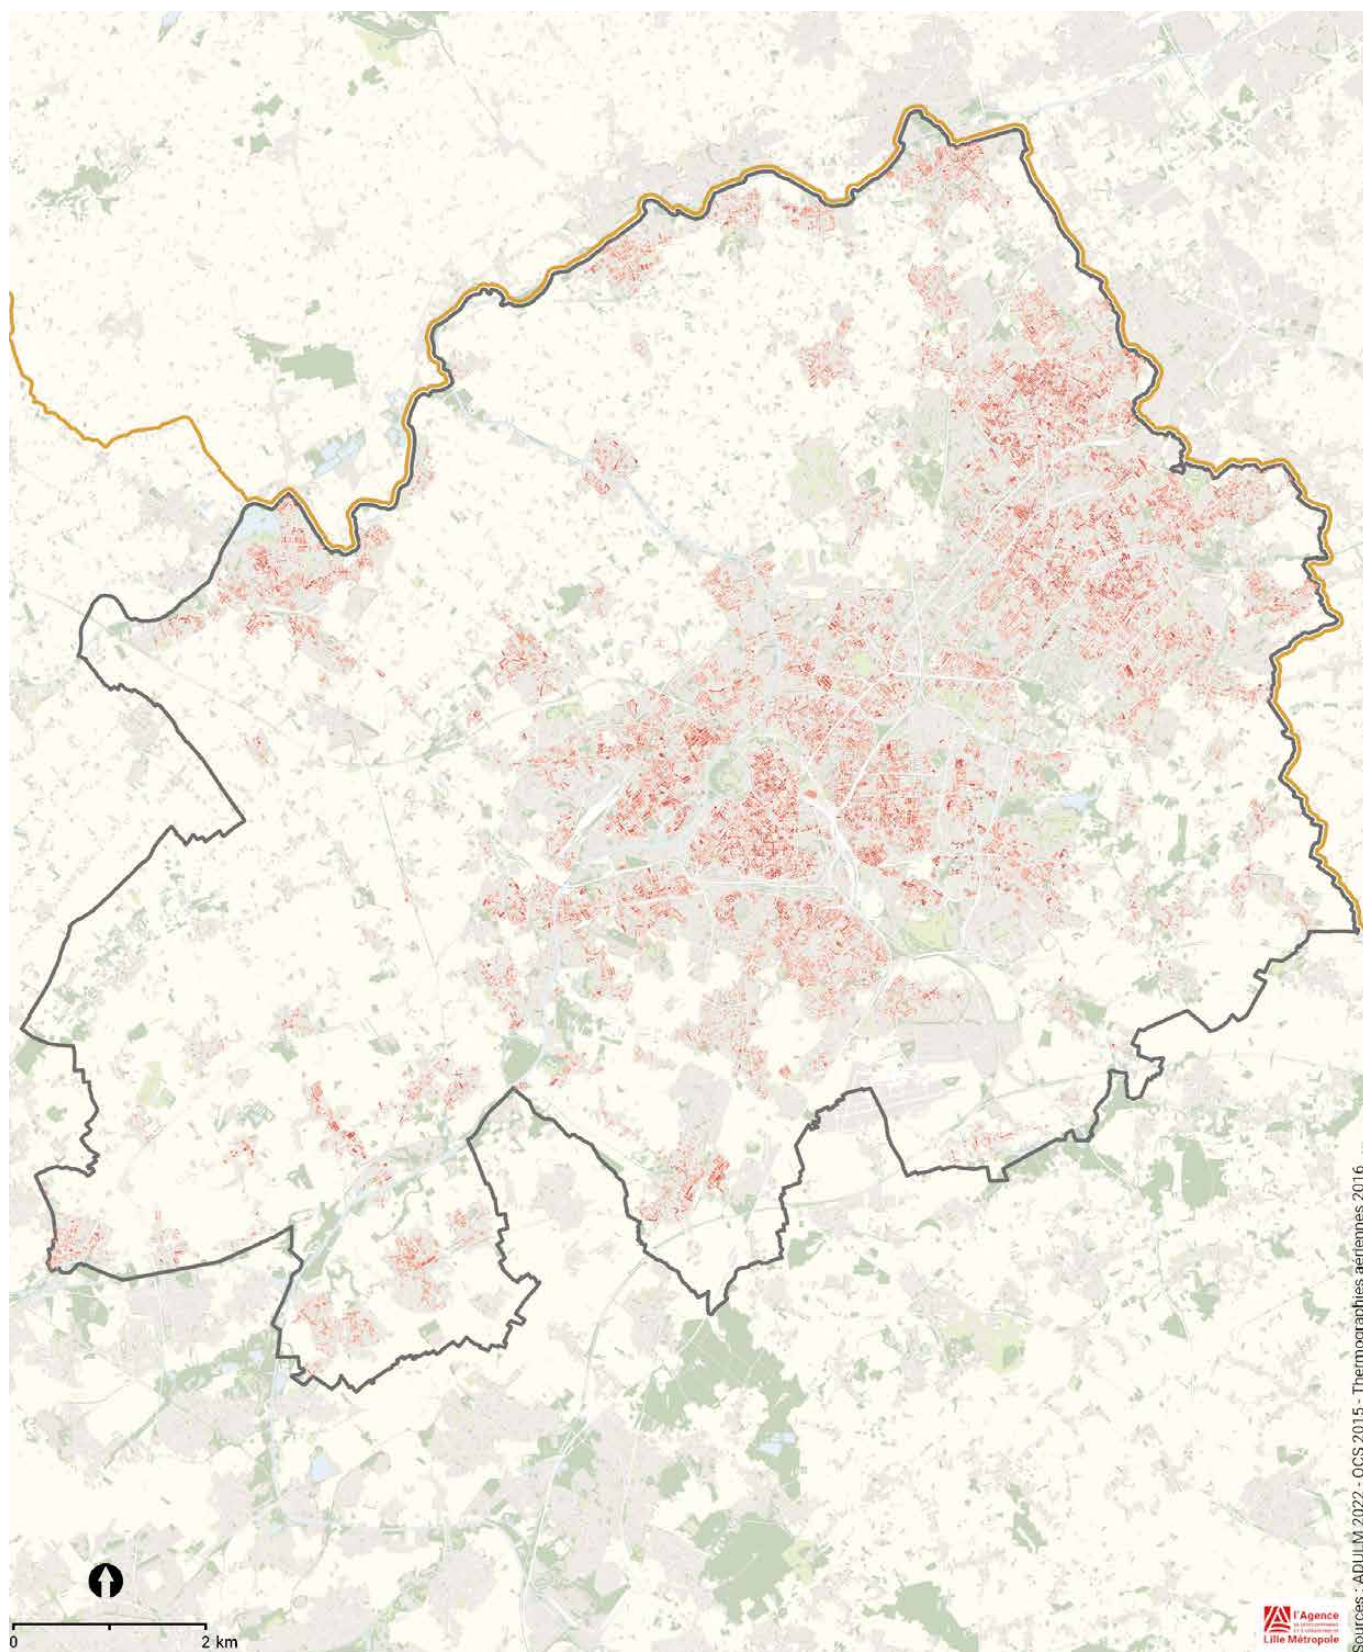 Sources : ADULM 2022 - OCS 2015 - Thermographies aériennes 2016
0 2 km
l'Agence
Lille Métropole